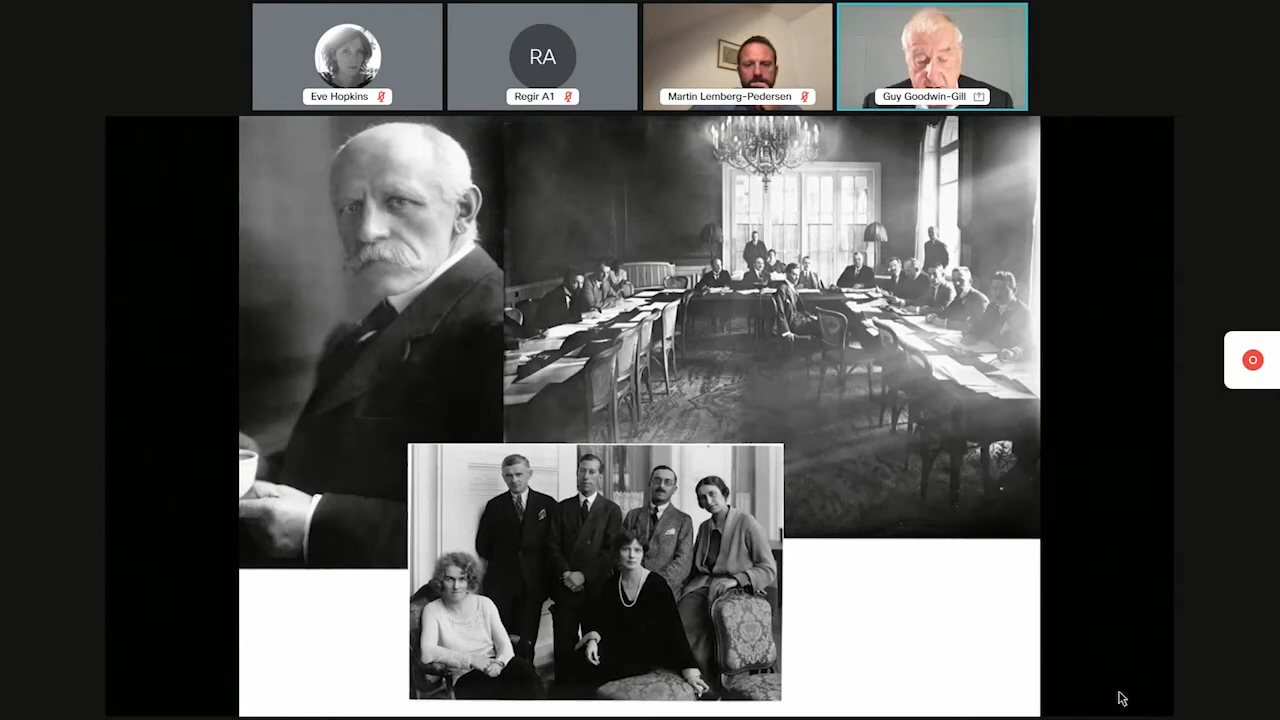 Eve Hopkins
RA
Regir A1
Martin Lemberg-Pedersen
Guy Goodwin-Gill